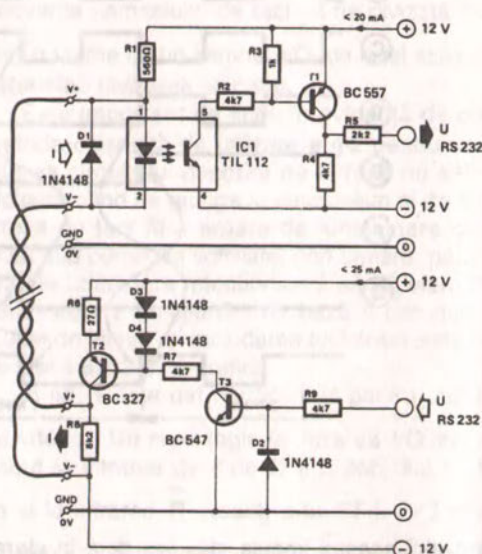 < 20 mA
+ 12 V
R1
560Ω
R3
1k
V+
1
5
R2
4k7
T1
BC 557
D1
I
1N4148
IC1
TIL 112
R5
2k2
U
RS 232
R4
4k7
2
4
V-
− 12 V
GND
0V
0
< 25 mA
+ 12 V
R6
27Ω
D3
1N4148
D4
1N4148
T2
R7
4k7
T3
R9
4k7
U
RS 232
BC 327
V+
R8
8k2
BC 547
D2
1N4148
V-
GND
0V
0
− 12 V